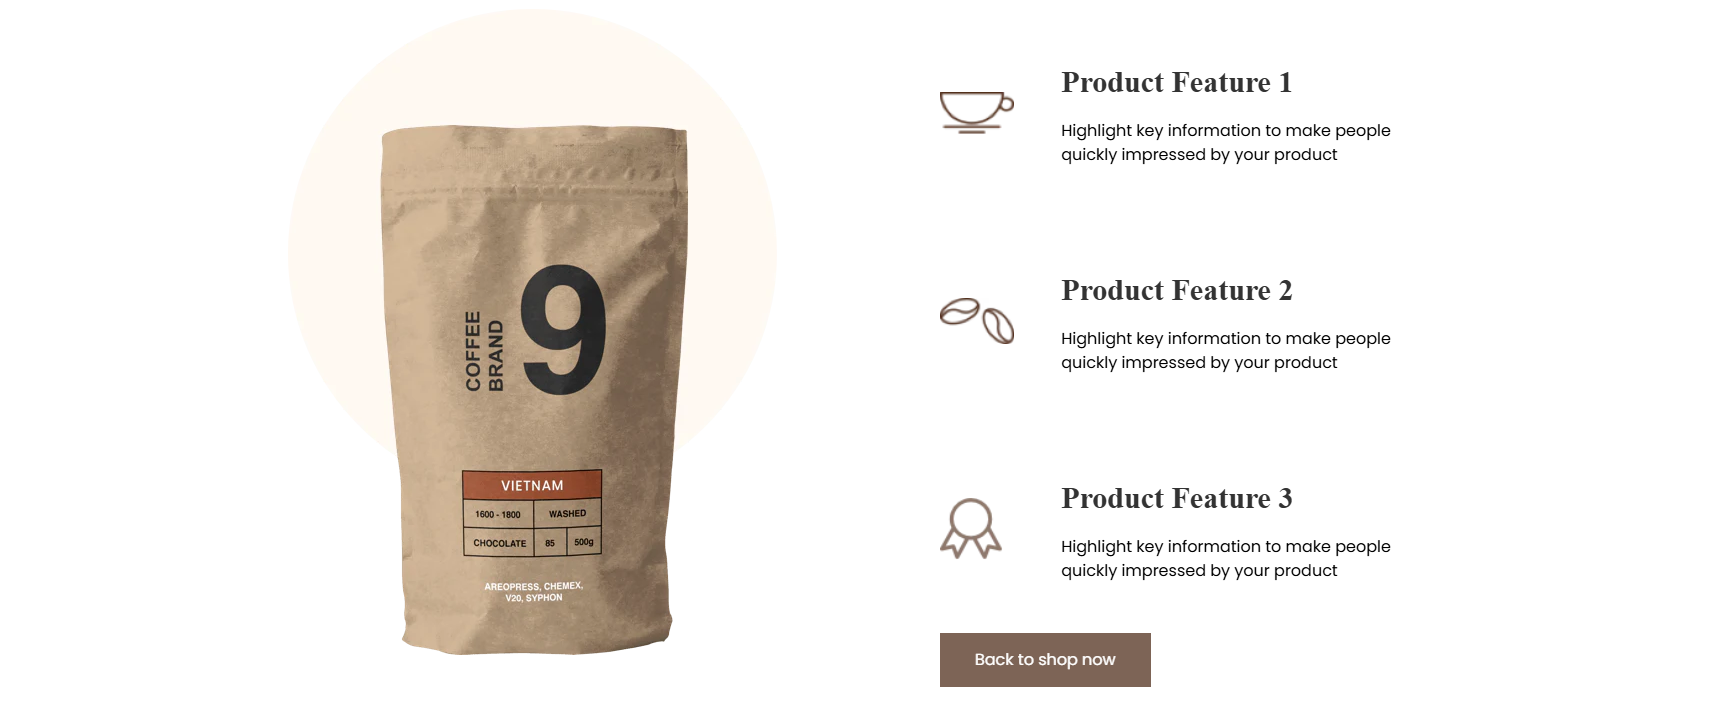 COFFEE
BRAND
9
VIETNAM
1600 - 1800 WASHED
CHOCOLATE 85 500g
AREOPRESS, CHEMEX,
V20, SYPHON
Product Feature 1
Highlight key information to make people
quickly impressed by your product
Product Feature 2
Highlight key information to make people
quickly impressed by your product
Product Feature 3
Highlight key information to make people
quickly impressed by your product
Back to shop now